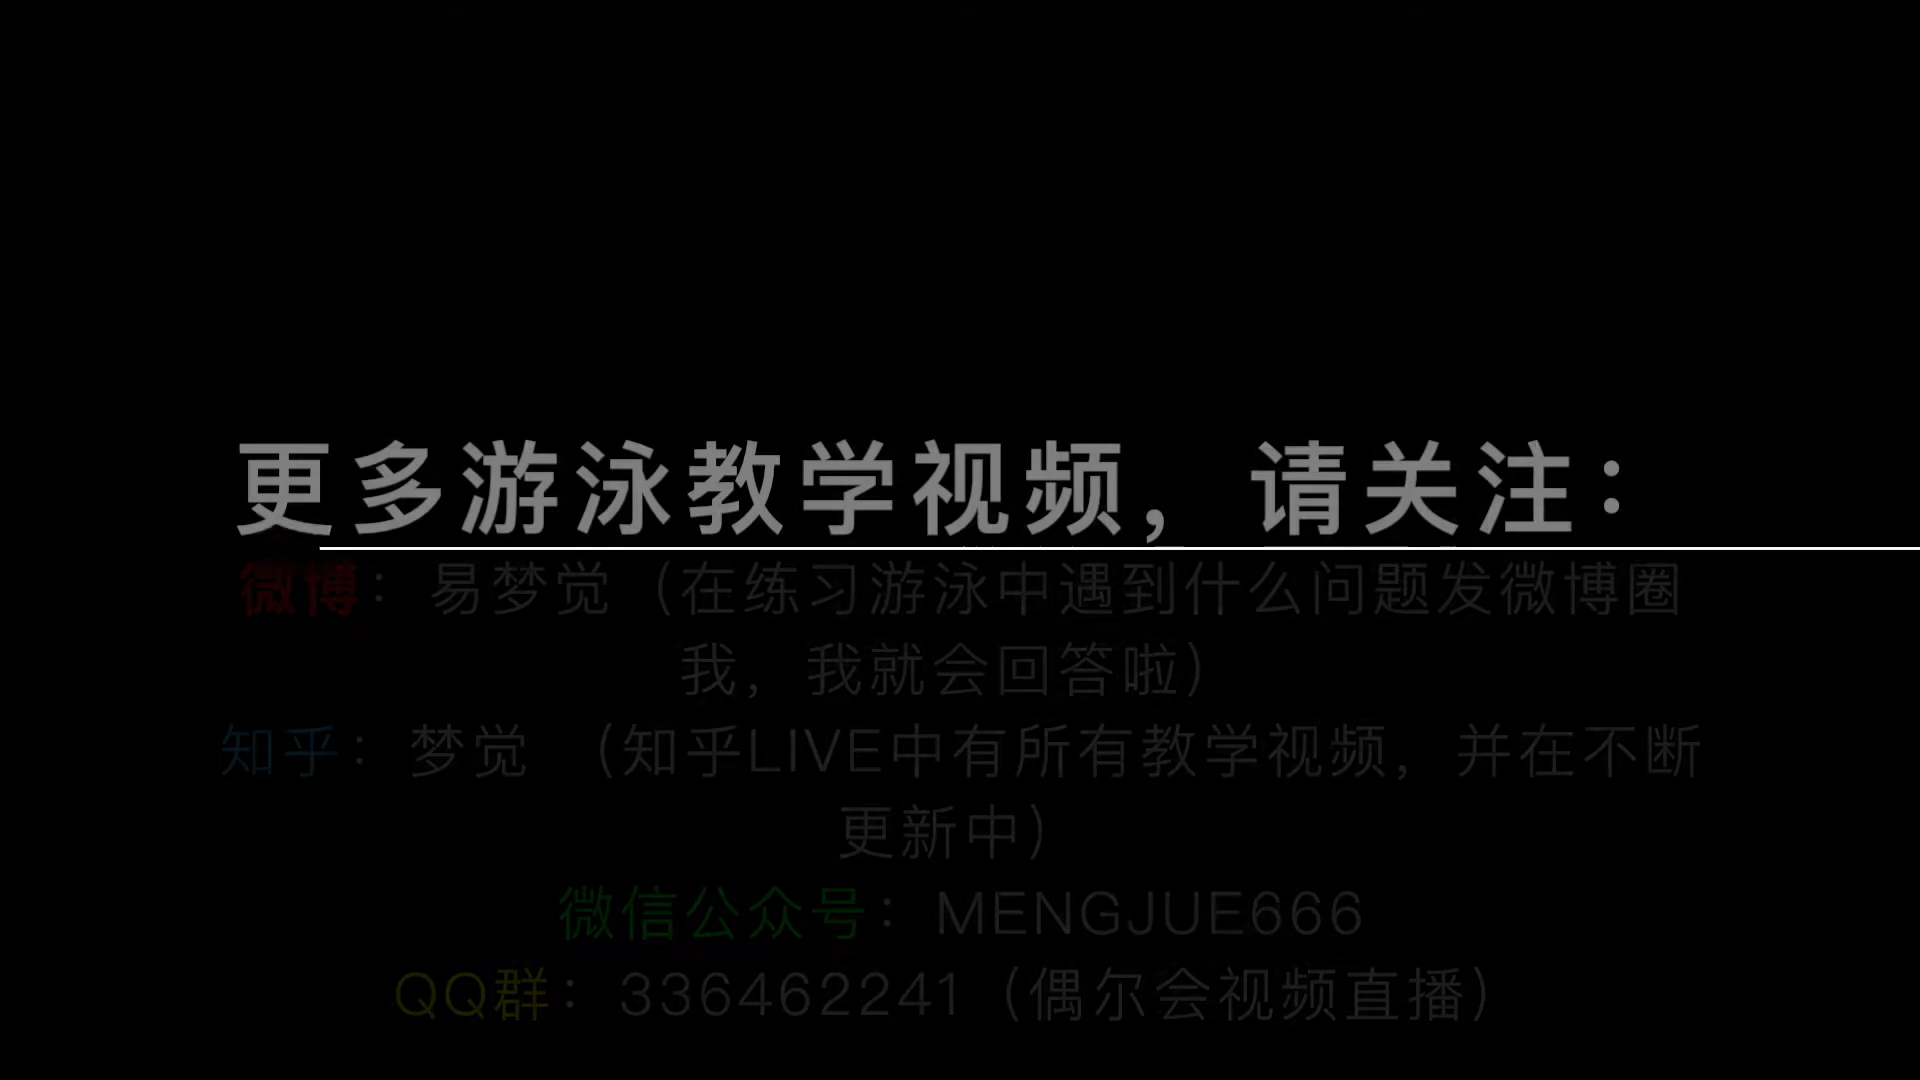 更多游泳教学视频，请关注：
微博：易梦觉（在练习游泳中遇到什么问题发微博圈
我，我就会回答啦）
知乎：梦觉 （知乎LIVE中有所有教学视频，并在不断
更新中）
微信公众号：MENGJUE666
QQ群：336462241（偶尔会视频直播）